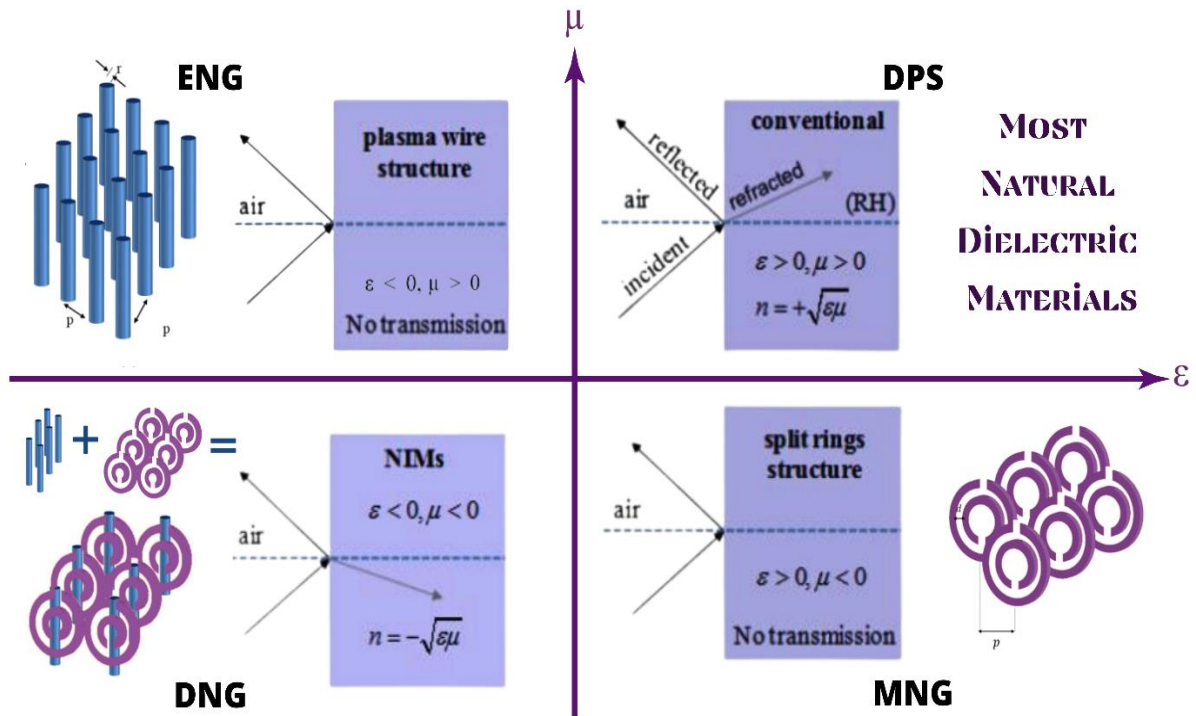 μ
ε
ENG
r
p
p
air
plasma wire
structure
ε < 0, μ > 0
No transmission
DPS
conventional
reflected
refracted
air
(RH)
incident
ε > 0, μ > 0
n = +√εμ
Most
Natural
Dielectric
Materials
+
=
air
NIMs
ε < 0, μ < 0
n = −√εμ
DNG
air
split rings
structure
ε > 0, μ < 0
No transmission
p
MNG